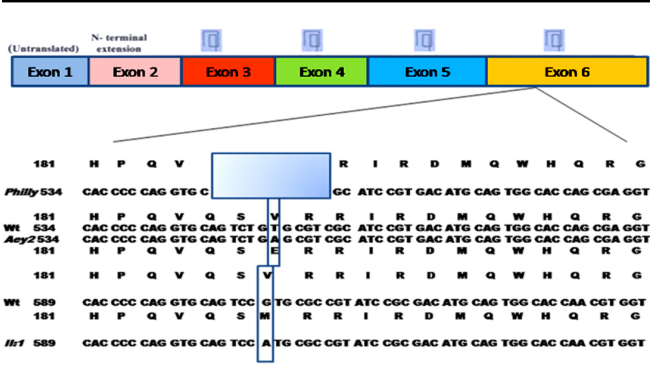 (Untranslated) N- terminal extension
Exon 1 Exon 2 Exon 3 Exon 4 Exon 5 Exon 6
181 H P Q V R I R D M Q W H Q R G
Philly 534 CAC CCC CAG GTG C GC ATC CGT GAC ATG CAG TGG CAC CAG CGA GGT
181 H P Q V Q S V R R I R D M Q W H Q R G
Wt 534 CAC CCC CAG GTG CAG TCT GTG CGT CGC ATC CGT GAC ATG CAG TGG CAC CAG CGA GGT
Aey2 534 CAC CCC CAG GTG CAG TCT GAG CGT CGC ATC CGT GAC ATG CAG TGG CAC CAG CGA GGT
181 H P Q V Q S E R R I R D M Q W H Q R G
181 H P Q V Q S V R R I R D M Q W H Q R G
Wt 589 CAC CCC CAG GTG CAG TCC GTG CGC CGT ATC CGC GAC ATG CAG TGG CAC CAA CGT GGT
181 H P Q V Q S M R R I R D M Q W H Q R G
589 CAC CCC CAG GTG CAG TCC ATG CGC CGT ATC CGC GAC ATG CAG TGG CAC CAA CGT GGT